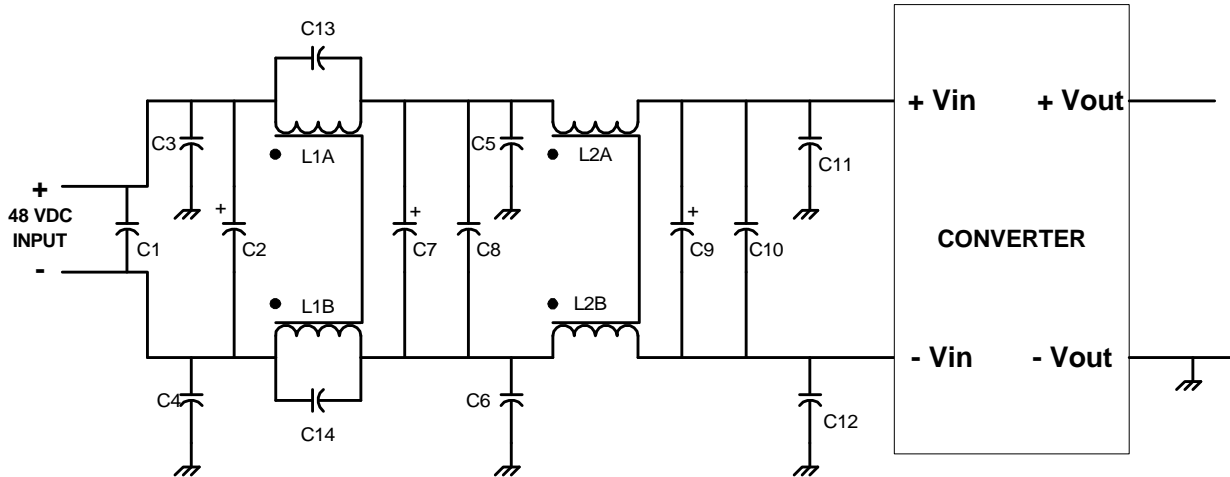 C13
+ Vin + Vout
C3
L1A
C5
L2A
C11
+
48 VDC
INPUT
-
C1
+
C2
+
C7
C8
+
C9
C10
CONVERTER
L1B
L2B
- Vin - Vout
C4
C14
C6
C12